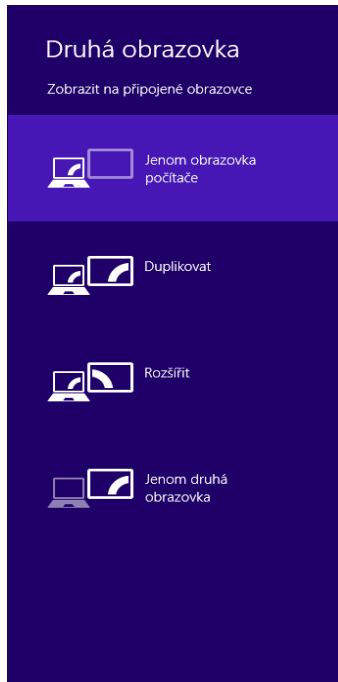 Druhá obrazovka
Zobrazit na připojené obrazovce
Jenom obrazovka
počítače
Duplikovat
Rozšířit
Jenom druhá
obrazovka